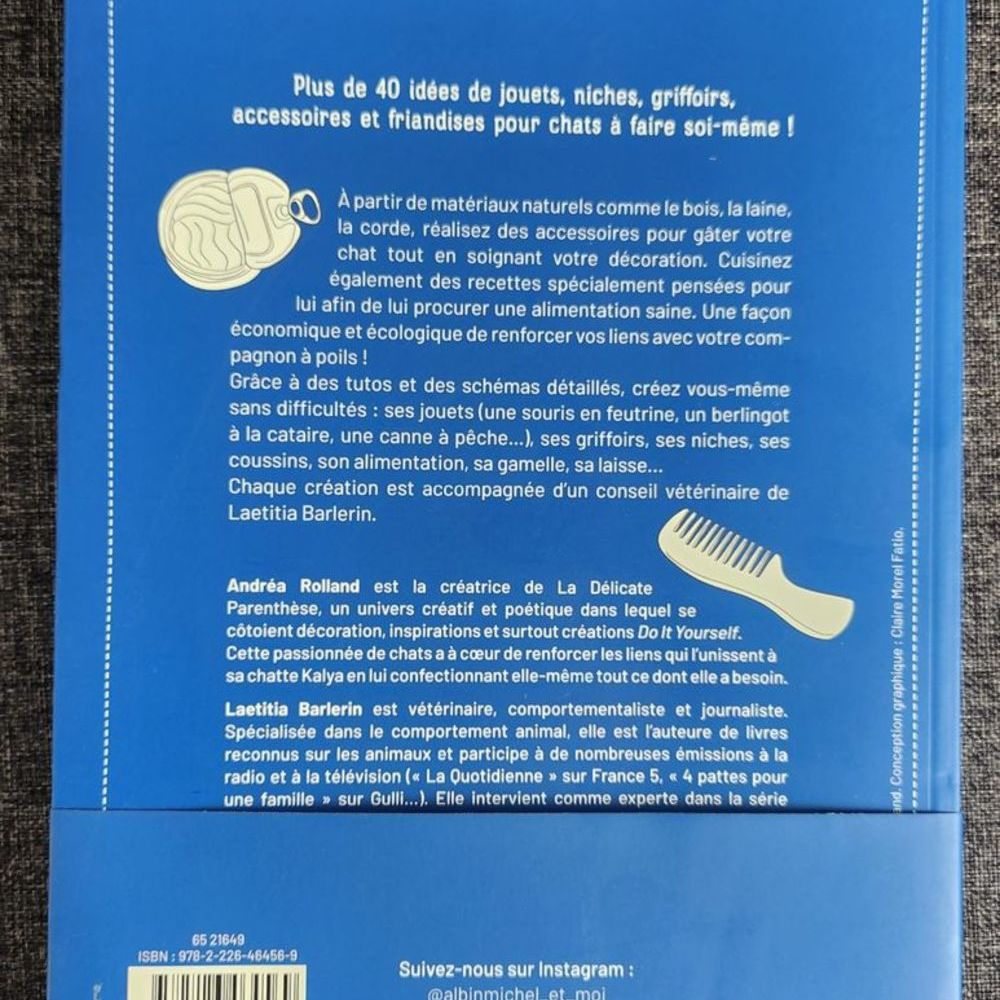 Plus de 40 idées de jouets, niches, griffoirs,
accessoires et friandises pour chats à faire soi-même !
À partir de matériaux naturels comme le bois, la laine,
la corde, réalisez des accessoires pour gâter votre
chat tout en soignant votre décoration. Cuisinez
également des recettes spécialement pensées pour
lui afin de lui procurer une alimentation saine. Une façon
économique et écologique de renforcer vos liens avec votre com-
pagnon à poils !
Grâce à des tutos et des schémas détaillés, créez vous-même
sans difficultés : ses jouets (une souris en feutrine, un berlingot
à la cataire, une canne à pêche...), ses griffoirs, ses niches, ses
coussins, son alimentation, sa gamelle, sa laisse...
Chaque création est accompagnée d'un conseil vétérinaire de
Laetitia Barlerin.
Andréa Rolland est la créatrice de La Délicate
Parenthèse, un univers créatif et poétique dans lequel se
côtoient décoration, inspirations et surtout créations Do It Yourself.
Cette passionnée de chats a à cœur de renforcer les liens qui l'unissent à
sa chatte Kalya en lui confectionnant elle-même tout ce dont elle a besoin.
Laetitia Barlerin est vétérinaire, comportementaliste et journaliste.
Spécialisée dans le comportement animal, elle est l'auteure de livres
reconnus sur les animaux et participe à de nombreuses émissions à la
radio et à la télévision (« La Quotidienne » sur France 5, « 4 pattes pour
une famille » sur Gulli...). Elle intervient comme experte dans la série
Conception graphique : Claire Morel Fatio.
65 21649
ISBN : 978-2-226-46456-9
Suivez-nous sur Instagram :
@albinmichel_et_moi